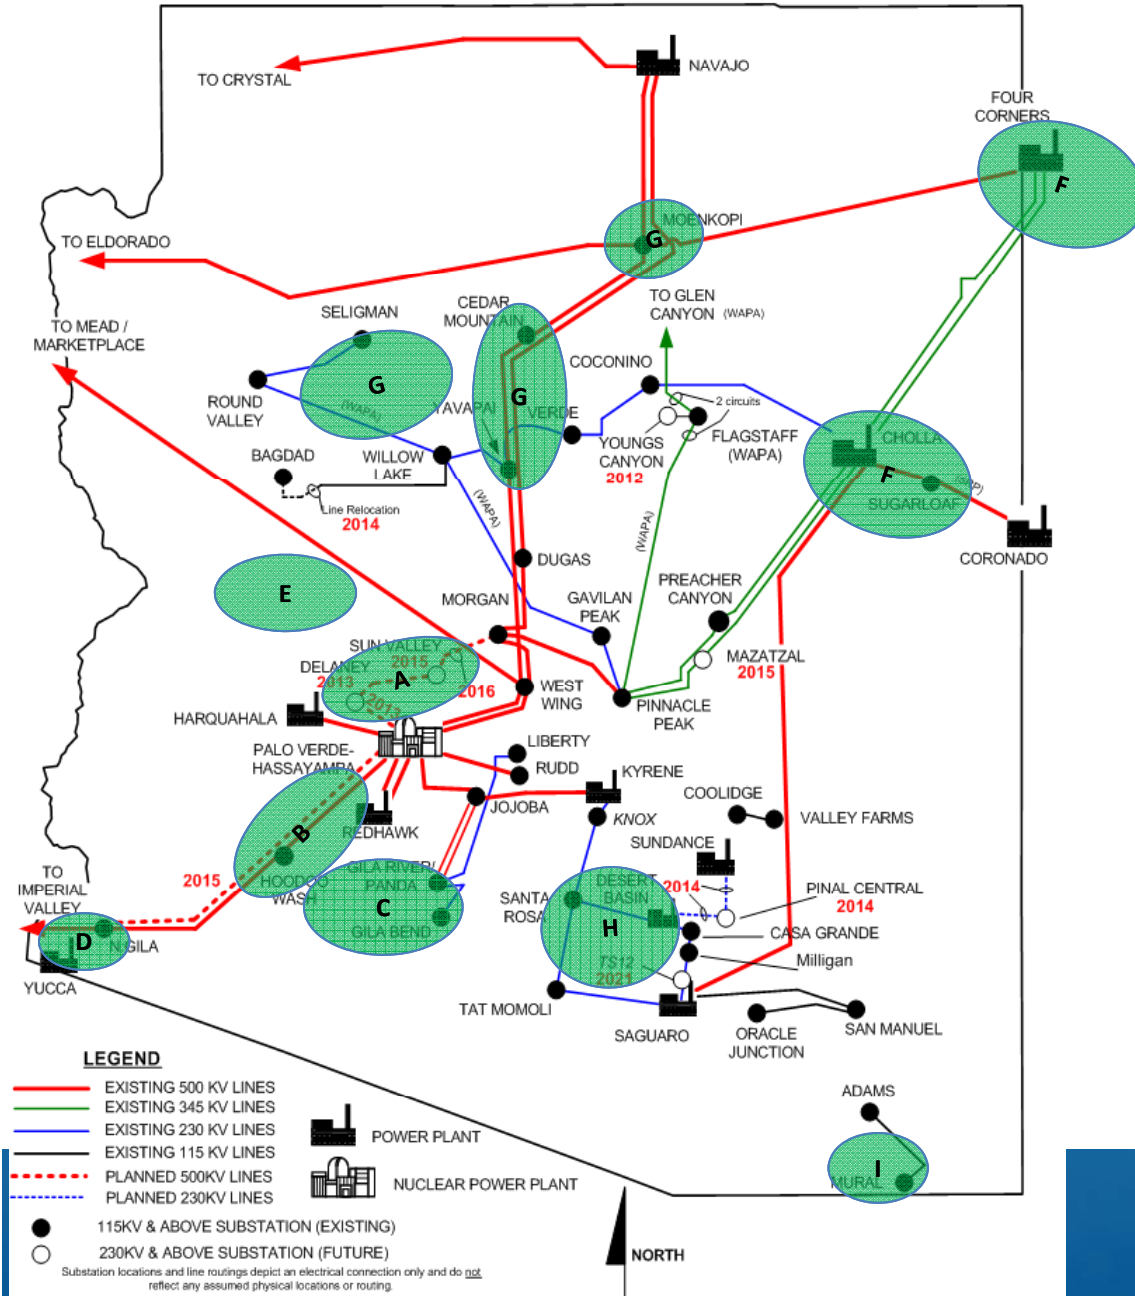 NAVAJO
TO CRYSTAL
FOUR
CORNERS
F
MOENKOPI
G
TO ELDORADO
TO GLEN
CANYON (WAPA)
CEDAR
MOUNTAIN
SELIGMAN
TO MEAD /
MARKETPLACE
COCONINO
G
G
2 circuits
ROUND
VALLEY
(WAPA)
YAVAPAI
VERDE
YOUNGS
CANYON
2012
FLAGSTAFF
(WAPA)
CHOLLA
F
BAGDAD
WILLOW
LAKE
(SRP)
SUGARLOAF
Line Relocation
2014
(WAPA)
(WAPA)
CORONADO
DUGAS
PREACHER
CANYON
E
MORGAN
GAVILAN
PEAK
SUN VALLEY
2015
MAZATZAL
2015
DELANEY
2013
A
2016
WEST
WING
2013
PINNACLE
PEAK
HARQUAHALA
LIBERTY
PALO VERDE-
HASSAYAMPA
RUDD
KYRENE
JOJOBA
COOLIDGE
KNOX
VALLEY FARMS
REDHAWK
B
SUNDANCE
GILA RIVER/
PANDA
TO
IMPERIAL
VALLEY
2015
HOODOO
WASH
DESERT
BASIN
2014
PINAL CENTRAL
2014
SANTA
ROSA
C
GILA BEND
H
CASA GRANDE
D
N.GILA
Milligan
TS12
2021
YUCCA
TAT MOMOLI
SAGUARO
ORACLE
JUNCTION
SAN MANUEL
LEGEND
EXISTING 500 KV LINES
EXISTING 345 KV LINES
EXISTING 230 KV LINES
EXISTING 115 KV LINES
PLANNED 500KV LINES
PLANNED 230KV LINES
POWER PLANT
NUCLEAR POWER PLANT
115KV & ABOVE SUBSTATION (EXISTING)
230KV & ABOVE SUBSTATION (FUTURE)
Substation locations and line routings depict an electrical connection only and do not
reflect any assumed physical locations or routing.
ADAMS
I
MURAL
NORTH